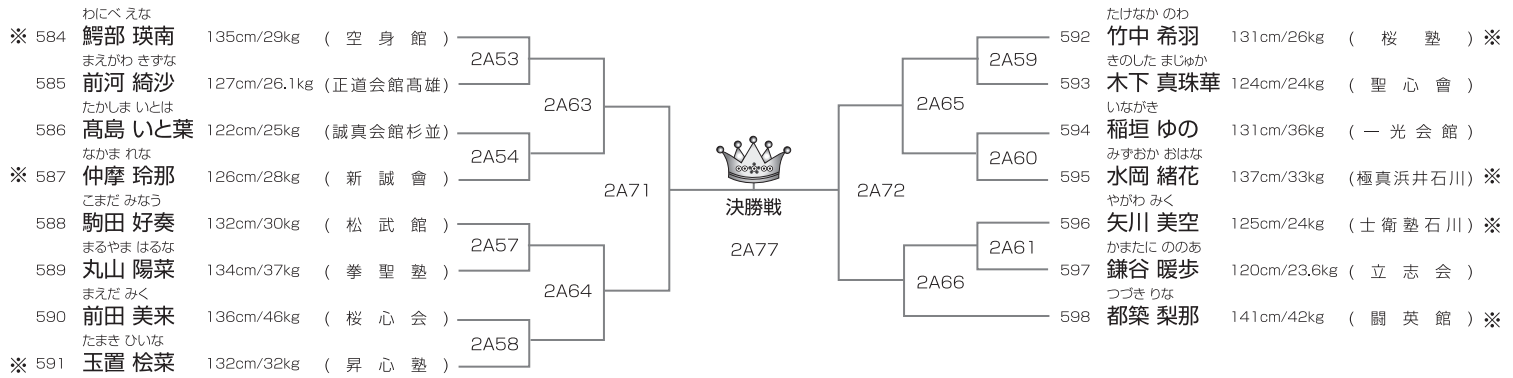 わにべ えな
※ 584 鰐部 瑛南 135cm/29kg (空身館)
まえがわ きずな
585 前河 綺沙 127cm/26.1kg (正道会館髙雄)
たかしま いとは
586 髙島 いと葉 122cm/25kg (誠真会館杉並)
なかま れな
※ 587 仲摩 玲那 126cm/28kg (新誠會)
こまだ みなう
588 駒田 好奏 132cm/30kg (松武館)
まるやま はるな
589 丸山 陽菜 134cm/37kg (拳聖塾)
まえだ みく
590 前田 美来 136cm/46kg (桜心会)
たまき ひいな
※ 591 玉置 桧菜 132cm/32kg (昇心塾)
2A53
2A54
2A57
2A58
2A63
2A64
2A71
決勝戦
2A77
2A72
2A65
2A66
2A59
2A60
2A61
たけなか のわ
592 竹中 希羽 131cm/26kg (桜塾) ※
きのした まじゅか
593 木下 真珠華 124cm/24kg (聖心會)
いながき
594 稲垣 ゆの 131cm/36kg (一光会館)
みずおか おはな
595 水岡 緒花 137cm/33kg (極真浜井石川) ※
やがわ みく
596 矢川 美空 125cm/24kg (士衛塾石川) ※
かまたに ののあ
597 鎌谷 暖歩 120cm/23.6kg (立志会)
つづき りな
598 都築 梨那 141cm/42kg (闘英館) ※